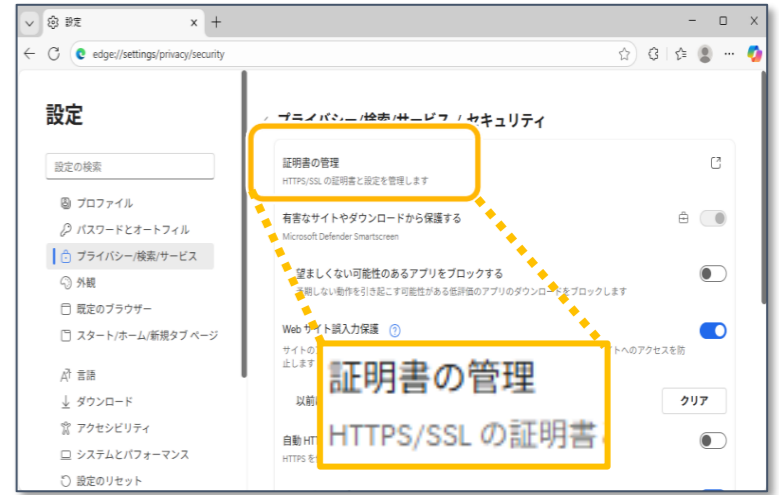 設定
edge://settings/privacy/security
設定
設定の検索
プロファイル
パスワードとオートフィル
プライバシー/検索/サービス
外観
既定のブラウザー
スタート/ホーム/新規タブ ページ
言語
ダウンロード
アクセシビリティ
システムとパフォーマンス
設定のリセット
プライバシー/検索/サービス / セキュリティ
証明書の管理
HTTPS/SSL の証明書と設定を管理します
有害なサイトやダウンロードから保護する
Microsoft Defender Smartscreen
望ましくない可能性のあるアプリをブロックする
予期しない動作を引き起こす可能性がある低評価のアプリのダウンロードをブロックします
Web サイト誤入力保護
サイトの
イトへのアクセスを防
止します
以前
クリア
自動 HT
HTTPS を
証明書の管理
HTTPS/SSL の証明書